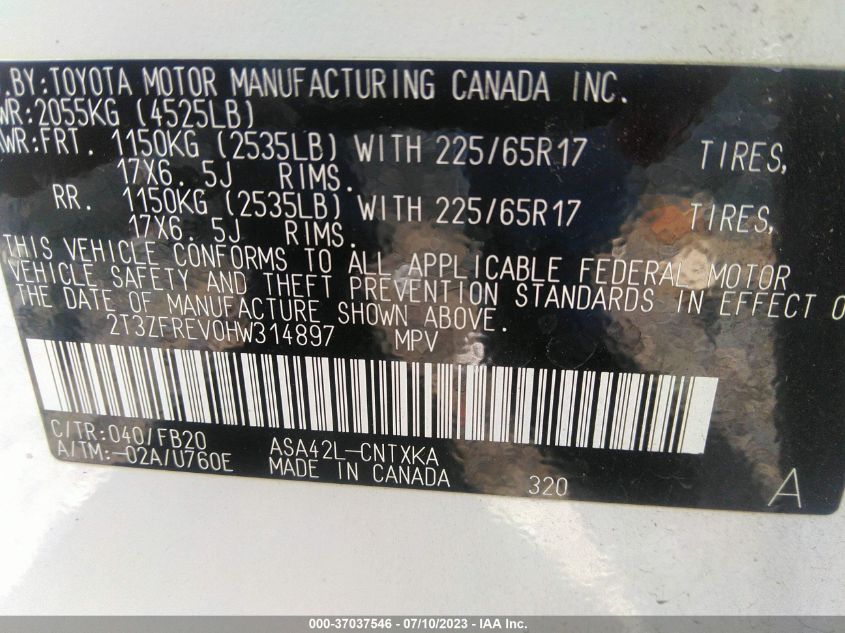 .BY:TOYOTA MOTOR MANUFACTURING CANADA INC.
WR:2055KG (4525LB)
WR:FRT. 1150KG (2535LB) WITH 225/65R17 TIRES,
17X6.5J RIMS.
RR. 1150KG (2535LB) WITH 225/65R17 TIRES,
17X6.5J RIMS.
THIS VEHICLE CONFORMS TO ALL APPLICABLE FEDERAL MOTOR
VEHICLE SAFETY AND THEFT PREVENTION STANDARDS IN EFFECT O
THE DATE OF MANUFACTURE SHOWN ABOVE.
2T3ZFREV0HW314897 MPV
C/TR:040/FB20 ASA42L-CNTXKA
A/TM:-02A/U760E MADE IN CANADA 320 A
000-37037546 - 07/10/2023 - IAA Inc.